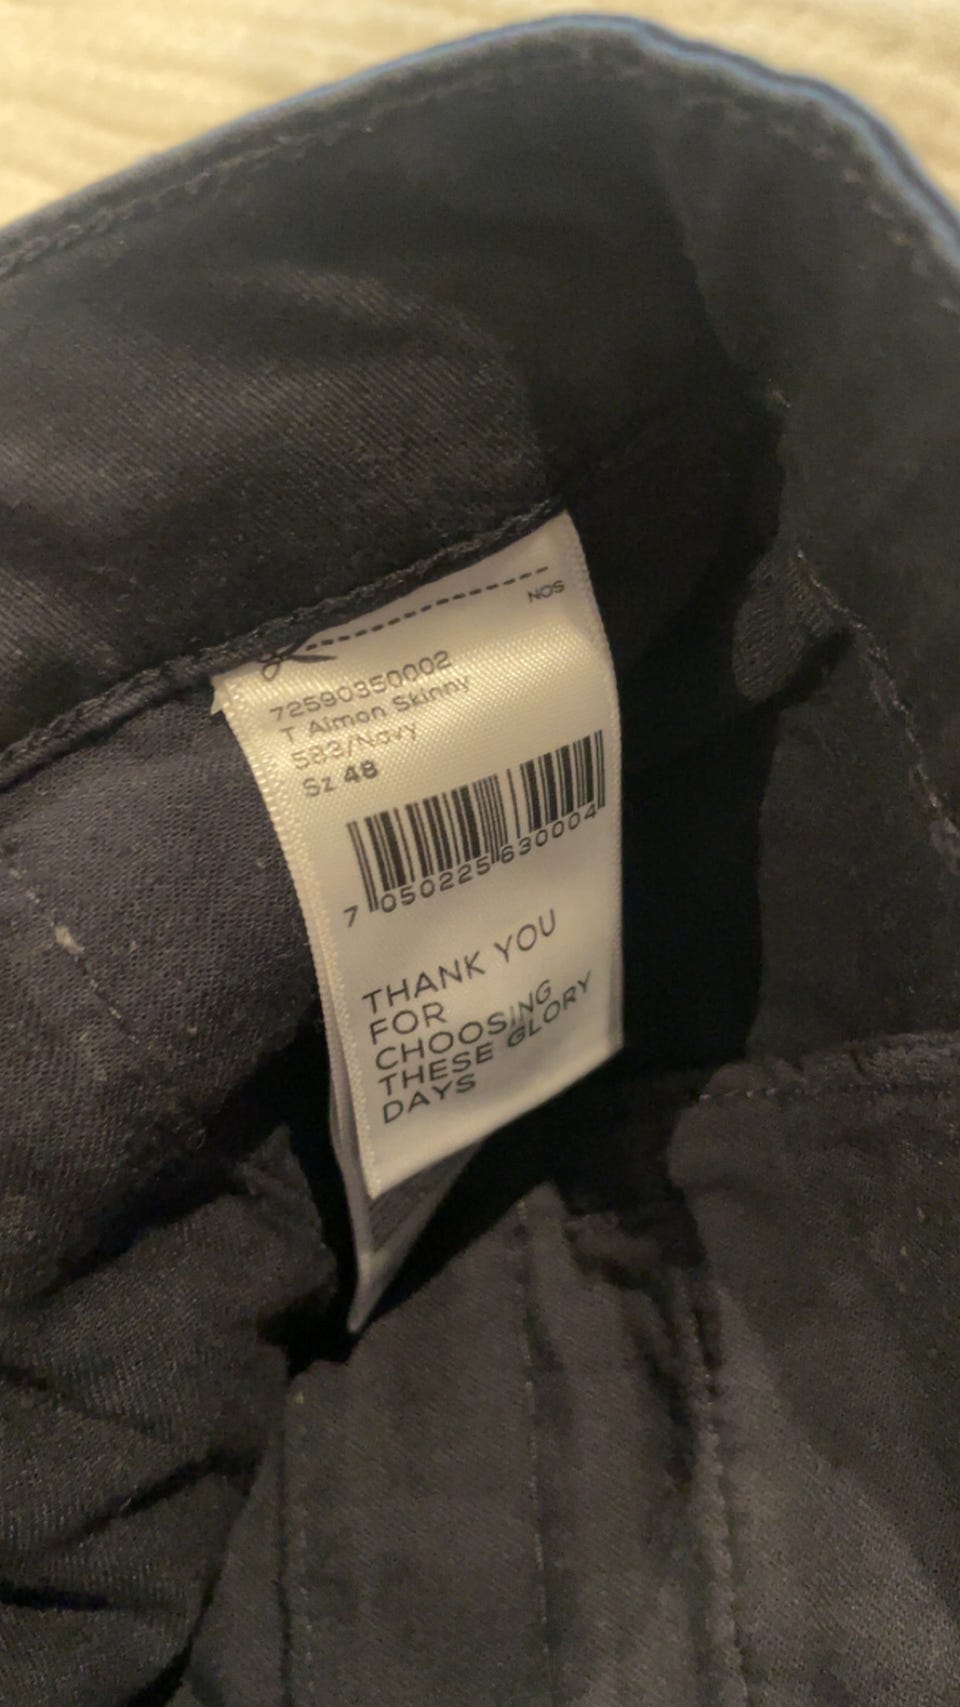 NOS
72590350002
T Aimon Skinny
583/Navy
Sz 48
7 050225 630004
THANK YOU
FOR
CHOOSING
THESE GLORY
DAYS